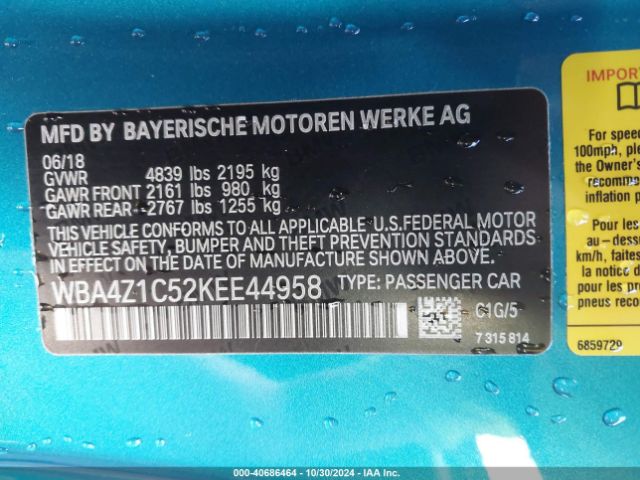 MFD BY BAYERISCHE MOTOREN WERKE AG
06/18
GVWR 4839 lbs 2195 kg
GAWR FRONT 2161 lbs 980 kg
GAWR REAR -2767 lbs 1255 kg
THIS VEHICLE CONFORMS TO ALL APPLICABLE U.S.FEDERAL MOTOR
VEHICLE SAFETY, BUMPER AND THEFT PREVENTION STANDARDS
IN EFFECT ON THE DATE OF MANUFACTURE SHOWN ABOVE.
WBA4Z1C52KEE44958 TYPE: PASSENGER CAR
C1G/5
7 315 814
IMPOR
For speed
100mph, ple
the Owner's
recomme
inflation p
Pour
au – dessu
km/h, fai
la notice d
pour les p
pneus recom
6859729
000-40686464 / 10/30/2024 / IAA Inc.